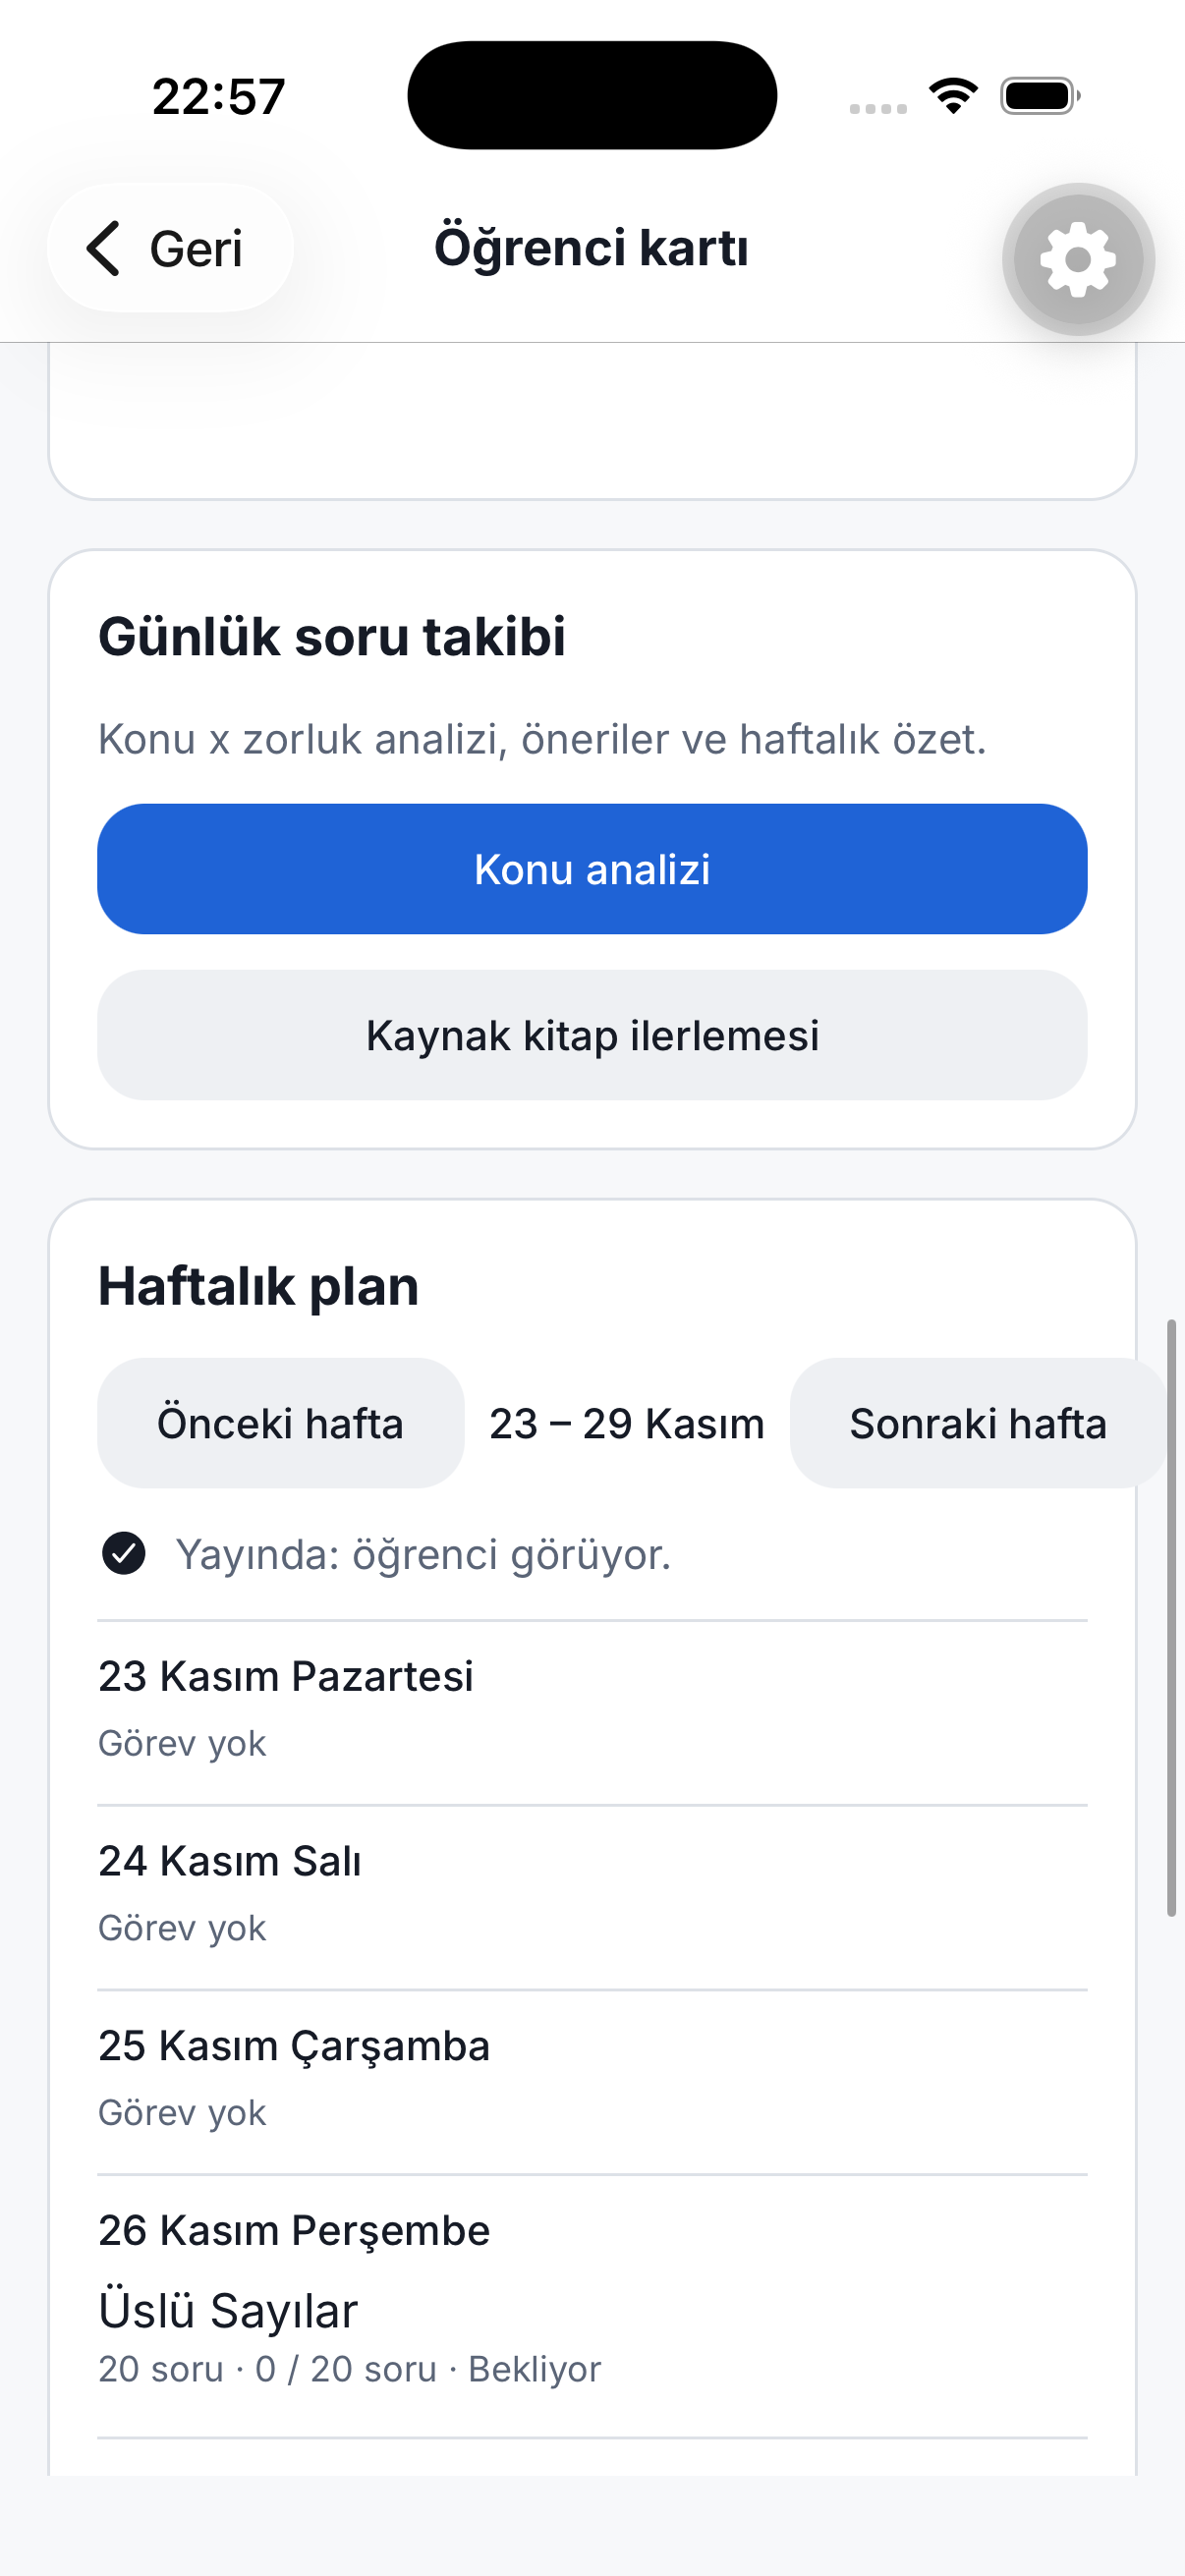 22:57
Geri
Öğrenci kartı
Günlük soru takibi
Konu x zorluk analizi, öneriler ve haftalık özet.
Konu analizi
Kaynak kitap ilerlemesi
Haftalık plan
Önceki hafta
23 – 29 Kasım
Sonraki hafta
Yayında: öğrenci görüyor.
23 Kasım Pazartesi
Görev yok
24 Kasım Salı
Görev yok
25 Kasım Çarşamba
Görev yok
26 Kasım Perşembe
Üslü Sayılar
20 soru · 0 / 20 soru · Bekliyor